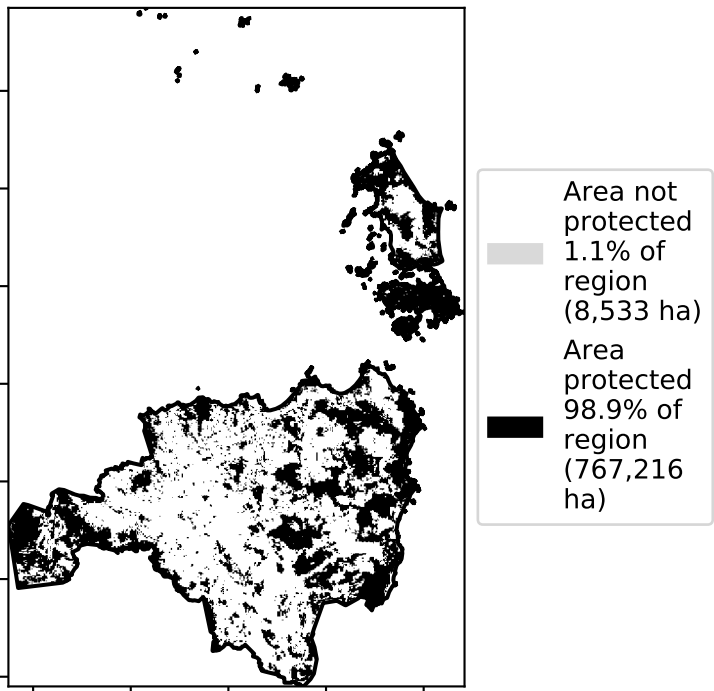 Area not
protected
1.1% of
region
(8,533 ha)
Area
protected
98.9% of
region
(767,216
ha)